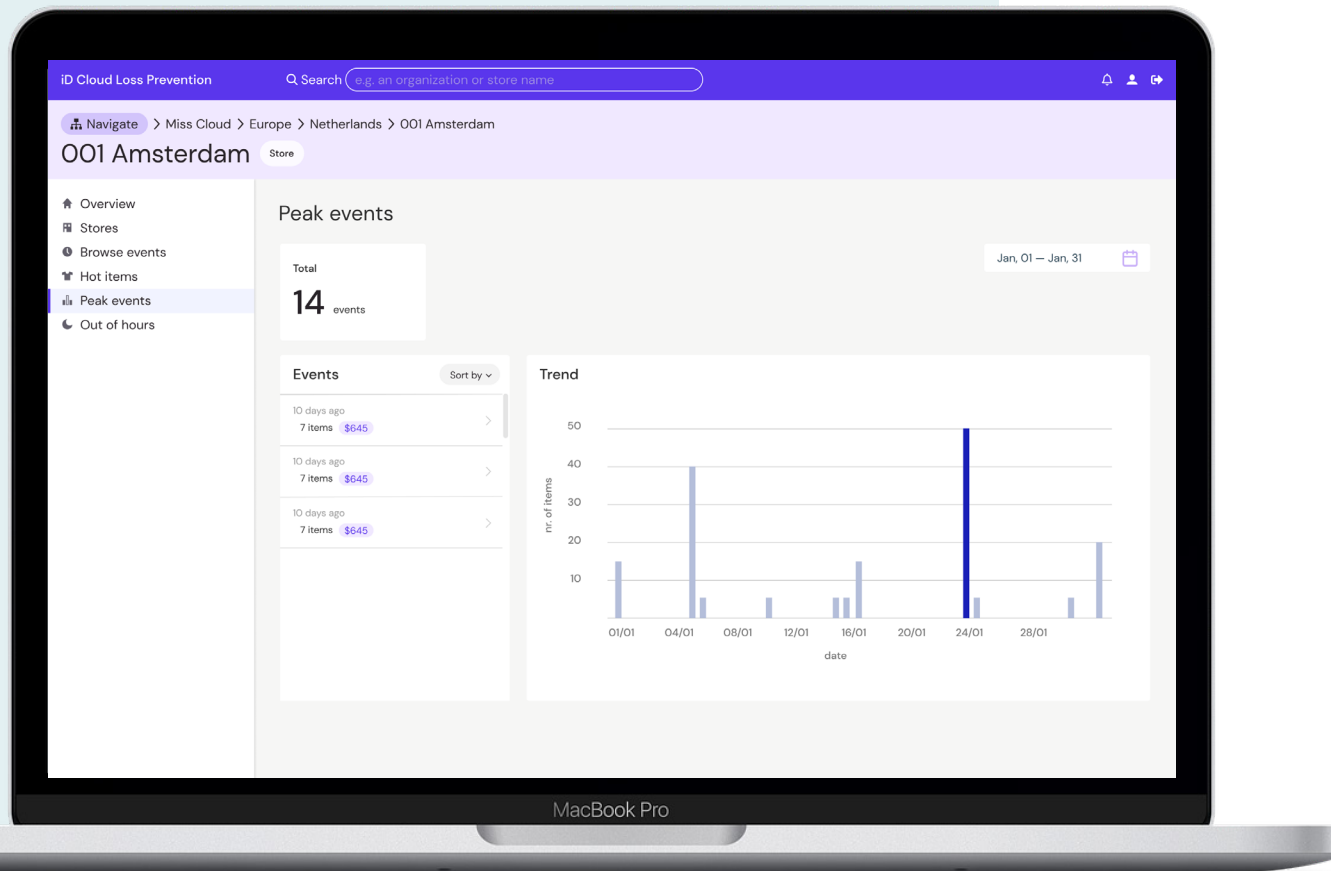 iD Cloud Loss Prevention
Search
e.g. an organization or store name
Navigate > Miss Cloud > Europe > Netherlands > 001 Amsterdam
001 Amsterdam
Store
Overview
Stores
Browse events
Hot items
Peak events
Out of hours
Peak events
Total
14 events
Jan, 01 — Jan, 31
Events
Sort by
10 days ago
7 items $645
10 days ago
7 items $645
10 days ago
7 items $645
Trend
50
40
30
20
10
nr. of items
01/01 04/01 08/01 12/01 16/01 20/01 24/01 28/01
date
MacBook Pro